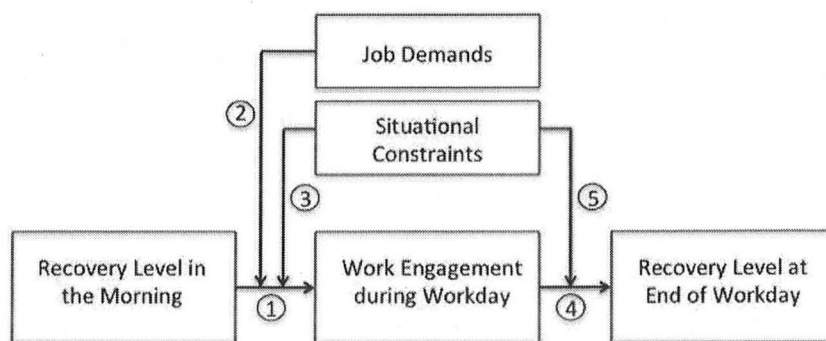 Job Demands
②
Situational
Constraints
③
⑤
Recovery Level in
the Morning
①
Work Engagement
during Workday
④
Recovery Level at
End of Workday